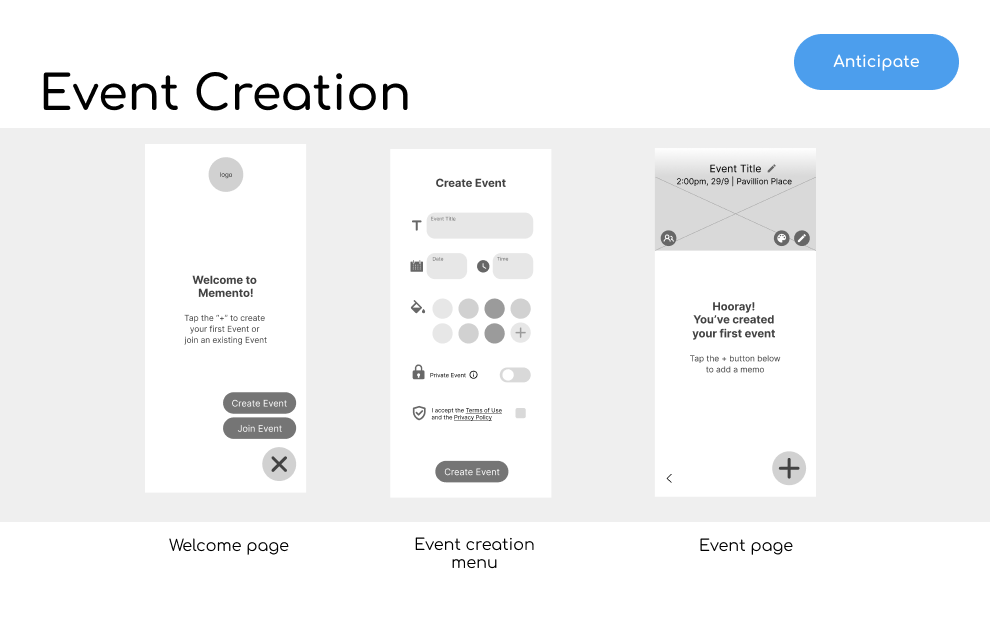 Anticipate
Event Creation
logo
Welcome to
Memento!
Tap the "+" to create
your first Event or
join an existing Event
Create Event
Join Event
Create Event
Event Title
Date
Time
Private Event
I accept the Terms of Use
and the Privacy Policy
Create Event
Event Title
2:00pm, 29/9 | Pavillion Place
Hooray!
You've created
your first event
Tap the + button below
to add a memo
Welcome page
Event creation
menu
Event page